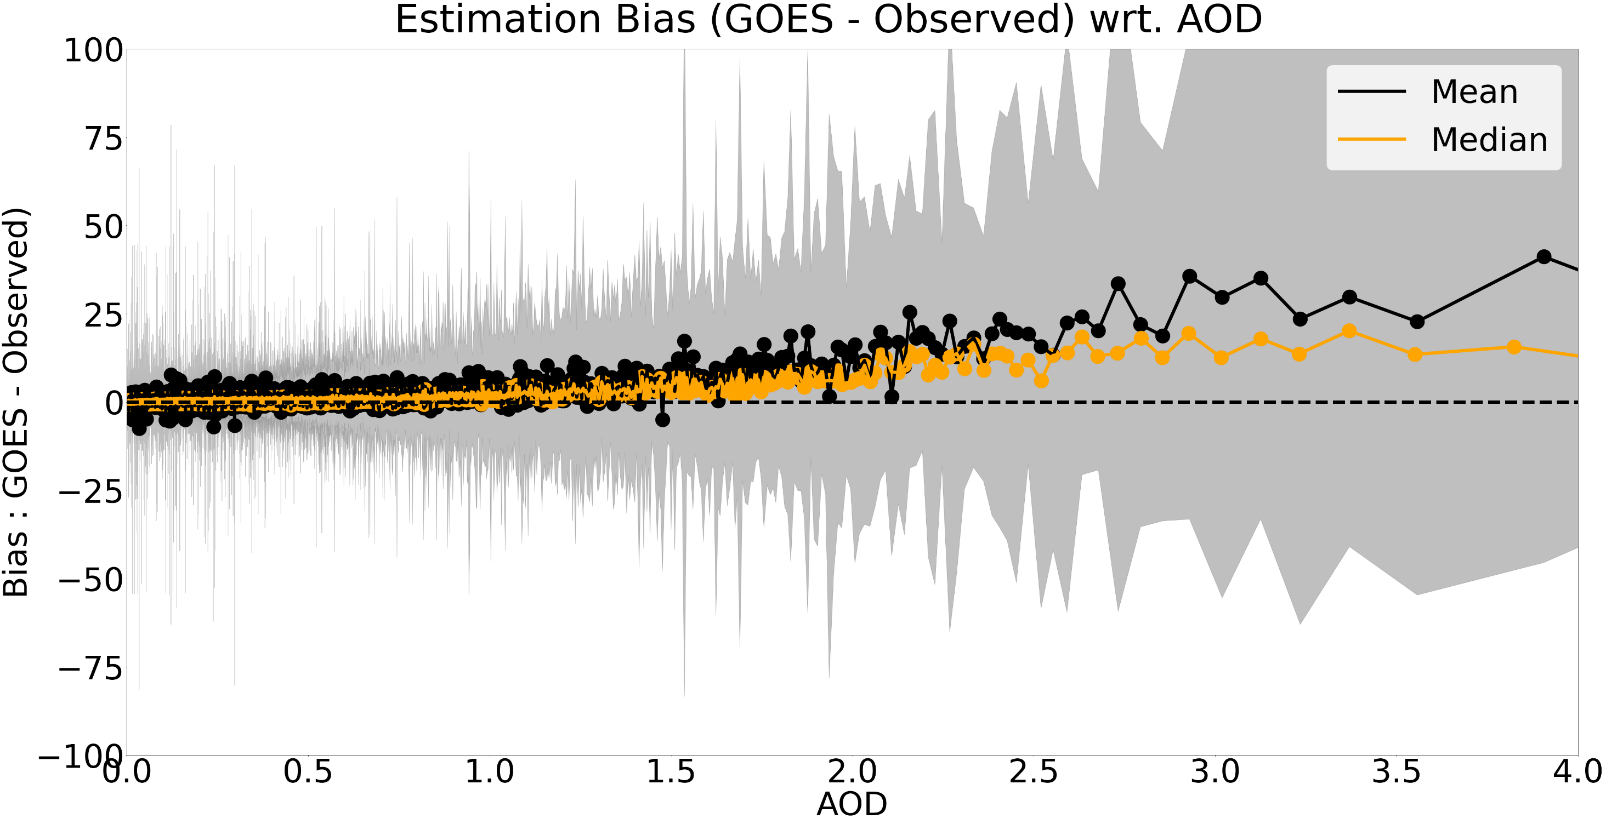 Estimation Bias (GOES - Observed) wrt. AOD
Bias : GOES - Observed)
100
75
50
25
0
−25
−50
−75
−100
Mean
Median
0.0 0.5 1.0 1.5 2.0 2.5 3.0 3.5 4.0
AOD